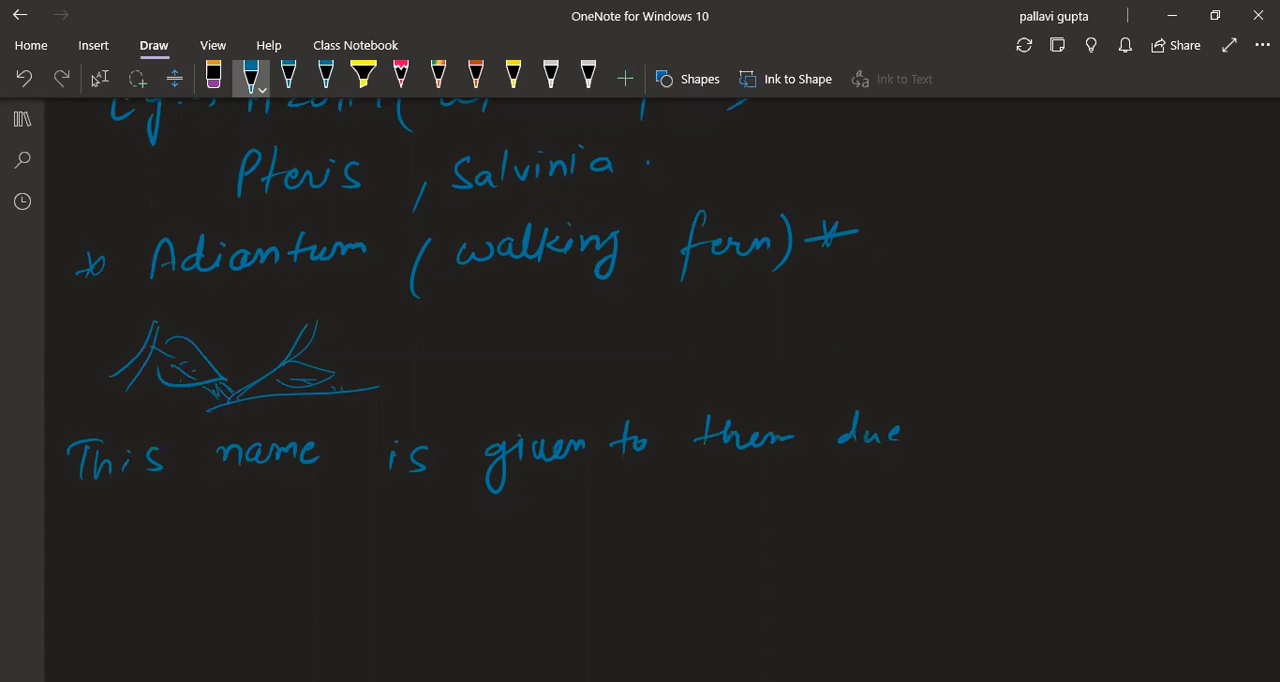 OneNote for Windows 10
pallavi gupta
Home Insert Draw View Help Class Notebook
Share
Shapes Ink to Shape Ink to Text
Pteris, Salvinia.
* Adiantum (walking fern) *
This name is given to them due